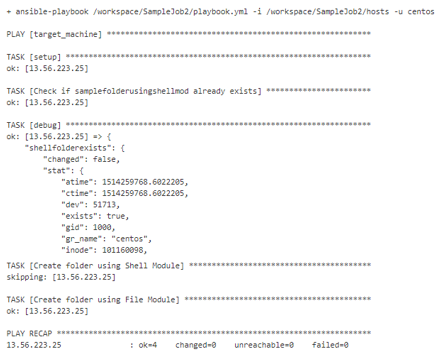 + ansible-playbook /workspace/SampleJob2/playbook.yml -i /workspace/SampleJob2/hosts -u centos
PLAY [target_machine] **********************************************************
TASK [setup] *******************************************************************
ok: [13.56.223.25]
TASK [Check if samplefolderusingshellmod already exists] ***********************
ok: [13.56.223.25]
TASK [debug] *******************************************************************
ok: [13.56.223.25] => {
"shellfolderexists": {
"changed": false,
"stat": {
"atime": 1514259768.6022205,
"ctime": 1514259768.6022205,
"dev": 51713,
"exists": true,
"gid": 1000,
"gr_name": "centos",
"inode": 101160098,
TASK [Create folder using Shell Module] ****************************************
skipping: [13.56.223.25]
TASK [Create folder using File Module] *****************************************
ok: [13.56.223.25]
PLAY RECAP *********************************************************************
13.56.223.25 : ok=4 changed=0 unreachable=0 failed=0